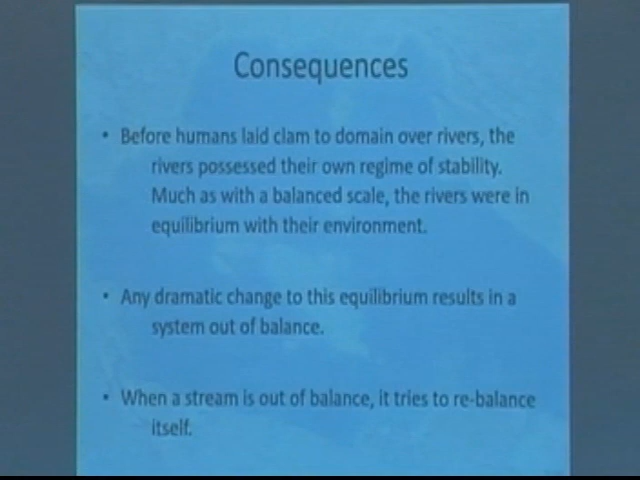 Consequences
• Before humans laid clam to domain over rivers, the
rivers possessed their own regime of stability.
Much as with a balanced scale, the rivers were in
equilibrium with their environment.
• Any dramatic change to this equilibrium results in a
system out of balance.
• When a stream is out of balance, it tries to re-balance
itself.